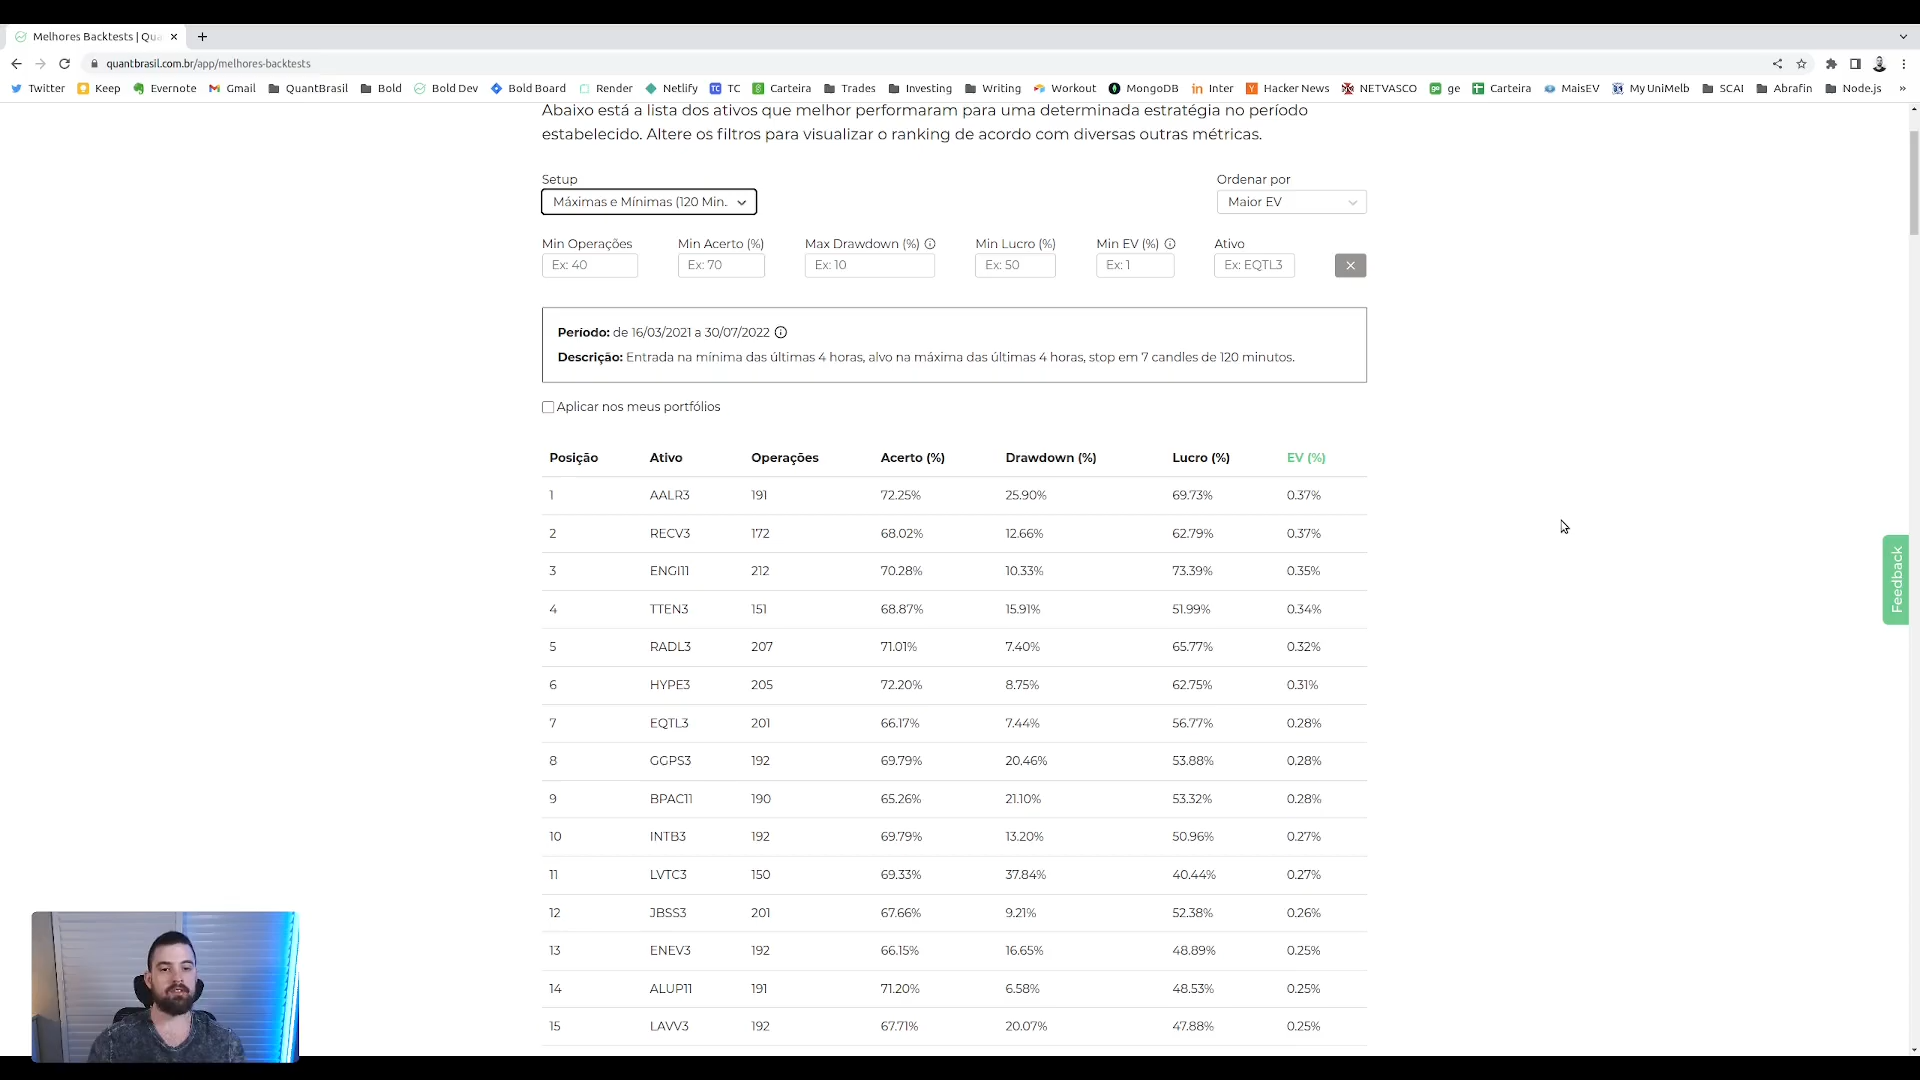 Melhores Backtests | Qua
quantbrasil.com.br/app/melhores-backtests
Twitter Keep Evernote Gmail QuantBrasil Bold Bold Dev Bold Board Render Netlify TC TC Carteira Trades Investing Writing Workout MongoDB in Inter Y Hacker News NETVASCO ge ge Carteira MaisEV My UniMelb SCAI Abrafin Node.js »
Abaixo está a lista dos ativos que melhor performaram para uma determinada estratégia no período
estabelecido. Altere os filtros para visualizar o ranking de acordo com diversas outras métricas.
Setup Ordenar por
Máximas e Mínimas (120 Min. Maior EV
Min Operações Min Acerto (%) Max Drawdown (%) Min Lucro (%) Min EV (%) Ativo
Ex: 40 Ex: 70 Ex: 10 Ex: 50 Ex: 1 Ex: EQTL3
Período: de 16/03/2021 a 30/07/2022
Descrição: Entrada na mínima das últimas 4 horas, alvo na máxima das últimas 4 horas, stop em 7 candles de 120 minutos.
Aplicar nos meus portfólios
Posição Ativo Operações Acerto (%) Drawdown (%) Lucro (%) EV (%)
1 AALR3 191 72.25% 25.90% 69.73% 0.37%
2 RECV3 172 68.02% 12.66% 62.79% 0.37%
3 ENGI11 212 70.28% 10.33% 73.39% 0.35%
4 TTEN3 151 68.87% 15.91% 51.99% 0.34%
5 RADL3 207 71.01% 7.40% 65.77% 0.32%
6 HYPE3 205 72.20% 8.75% 62.75% 0.31%
7 EQTL3 201 66.17% 7.44% 56.77% 0.28%
8 GGPS3 192 69.79% 20.46% 53.88% 0.28%
9 BPAC11 190 65.26% 21.10% 53.32% 0.28%
10 INTB3 192 69.79% 13.20% 50.96% 0.27%
11 LVTC3 150 69.33% 37.84% 40.44% 0.27%
12 JBSS3 201 67.66% 9.21% 52.38% 0.26%
13 ENEV3 192 66.15% 16.65% 48.89% 0.25%
14 ALUP11 191 71.20% 6.58% 48.53% 0.25%
15 LAVV3 192 67.71% 20.07% 47.88% 0.25%
Feedback